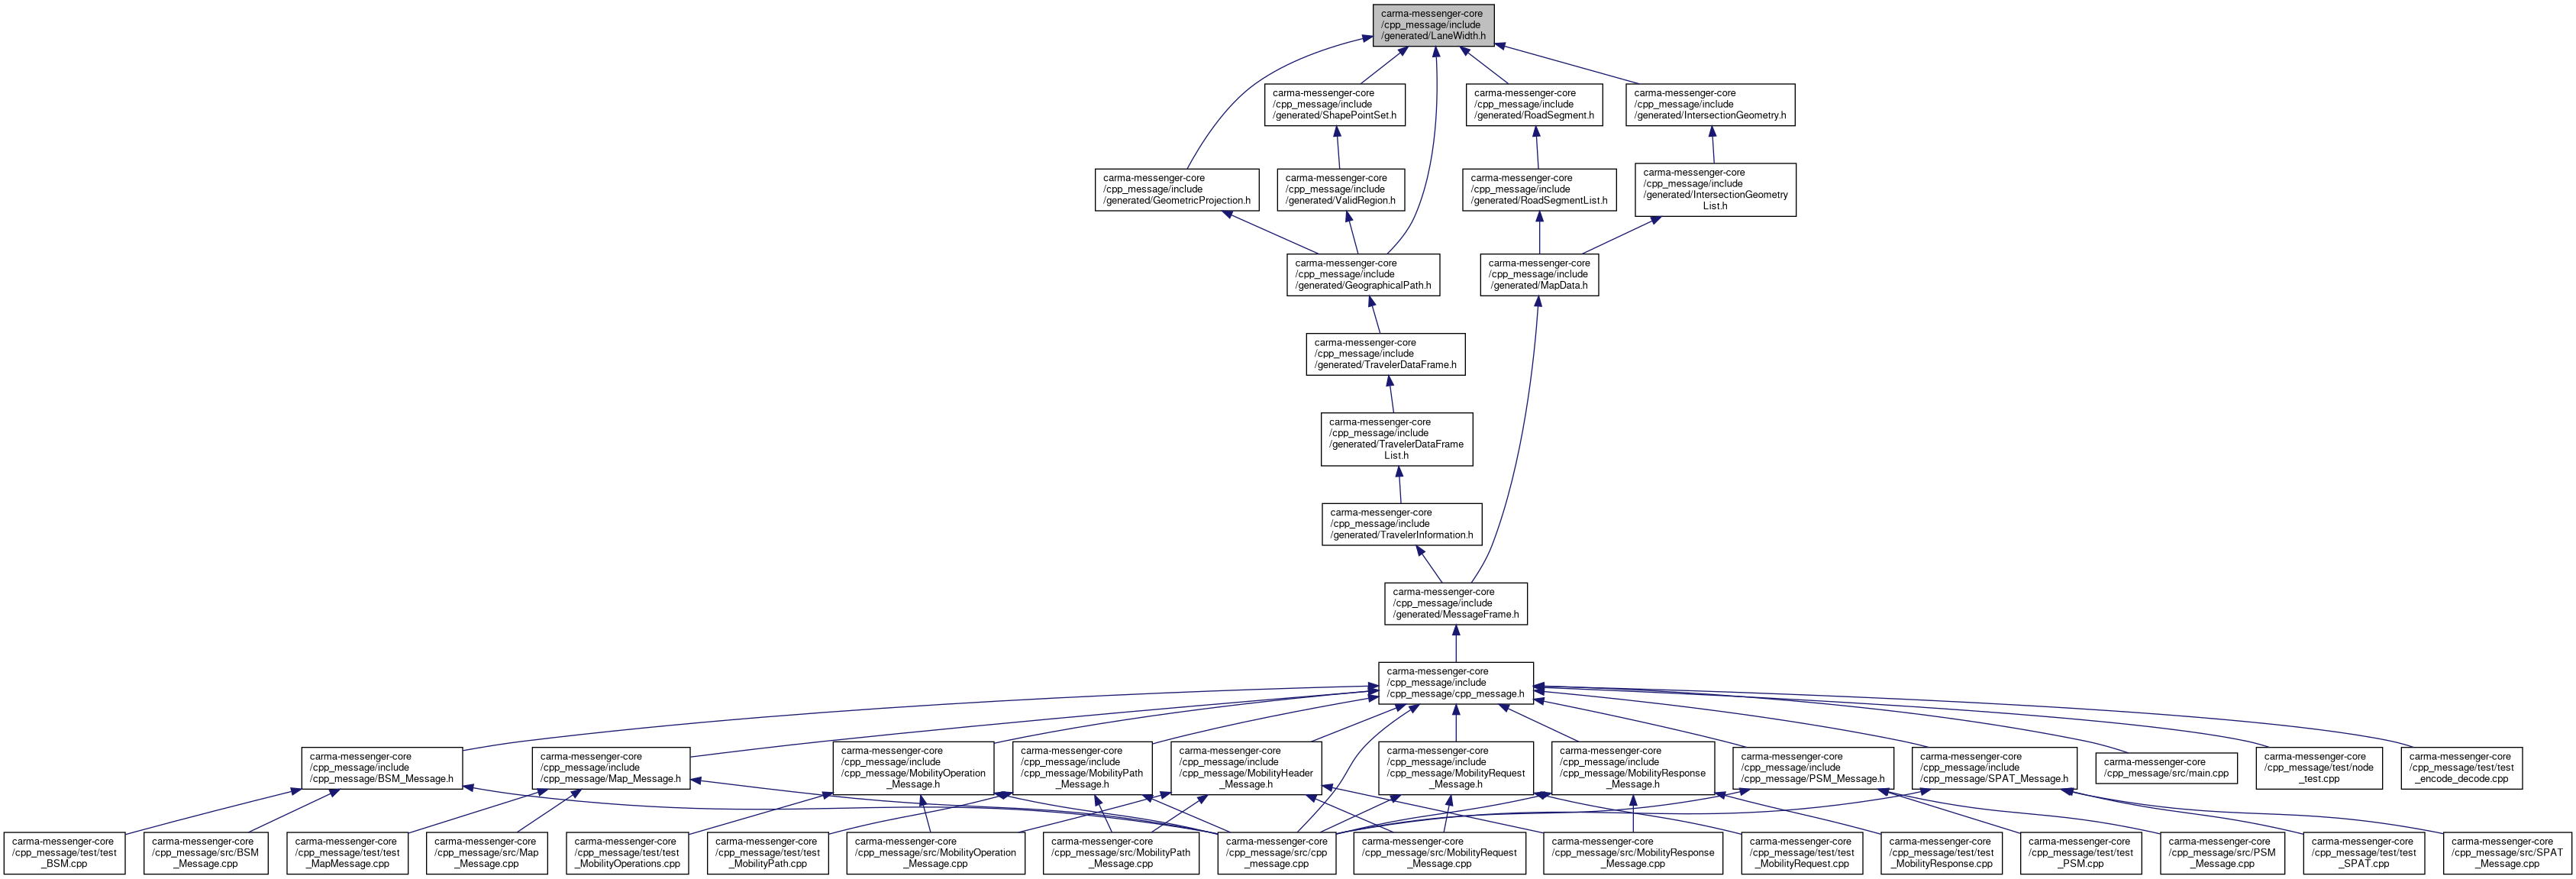 carma-messenger-core
/cpp_message/include
/generated/LaneWidth.h
carma-messenger-core
/cpp_message/include
/generated/ShapePointSet.h
carma-messenger-core
/cpp_message/include
/generated/RoadSegment.h
carma-messenger-core
/cpp_message/include
/generated/IntersectionGeometry.h
carma-messenger-core
/cpp_message/include
/generated/GeometricProjection.h
carma-messenger-core
/cpp_message/include
/generated/ValidRegion.h
carma-messenger-core
/cpp_message/include
/generated/RoadSegmentList.h
carma-messenger-core
/cpp_message/include
/generated/IntersectionGeometry
List.h
carma-messenger-core
/cpp_message/include
/generated/GeographicalPath.h
carma-messenger-core
/cpp_message/include
/generated/MapData.h
carma-messenger-core
/cpp_message/include
/generated/TravelerDataFrame.h
carma-messenger-core
/cpp_message/include
/generated/TravelerDataFrame
List.h
carma-messenger-core
/cpp_message/include
/generated/TravelerInformation.h
carma-messenger-core
/cpp_message/include
/generated/MessageFrame.h
carma-messenger-core
/cpp_message/include
/cpp_message/cpp_message.h
carma-messenger-core
/cpp_message/include
/cpp_message/BSM_Message.h
carma-messenger-core
/cpp_message/include
/cpp_message/Map_Message.h
carma-messenger-core
/cpp_message/include
/cpp_message/MobilityOperation
_Message.h
carma-messenger-core
/cpp_message/include
/cpp_message/MobilityPath
_Message.h
carma-messenger-core
/cpp_message/include
/cpp_message/MobilityHeader
_Message.h
carma-messenger-core
/cpp_message/include
/cpp_message/MobilityRequest
_Message.h
carma-messenger-core
/cpp_message/include
/cpp_message/MobilityResponse
_Message.h
carma-messenger-core
/cpp_message/include
/cpp_message/PSM_Message.h
carma-messenger-core
/cpp_message/include
/cpp_message/SPAT_Message.h
carma-messenger-core
/cpp_message/src/main.cpp
carma-messenger-core
/cpp_message/test/node
_test.cpp
carma-messenger-core
/cpp_message/test/test
_encode_decode.cpp
carma-messenger-core
/cpp_message/test/test
_BSM.cpp
carma-messenger-core
/cpp_message/src/BSM
_Message.cpp
carma-messenger-core
/cpp_message/test/test
_MapMessage.cpp
carma-messenger-core
/cpp_message/src/Map
_Message.cpp
carma-messenger-core
/cpp_message/test/test
_MobilityOperations.cpp
carma-messenger-core
/cpp_message/test/test
_MobilityPath.cpp
carma-messenger-core
/cpp_message/src/MobilityOperation
_Message.cpp
carma-messenger-core
/cpp_message/src/MobilityPath
_Message.cpp
carma-messenger-core
/cpp_message/src/cpp
_message.cpp
carma-messenger-core
/cpp_message/src/MobilityRequest
_Message.cpp
carma-messenger-core
/cpp_message/src/MobilityResponse
_Message.cpp
carma-messenger-core
/cpp_message/test/test
_MobilityRequest.cpp
carma-messenger-core
/cpp_message/test/test
_MobilityResponse.cpp
carma-messenger-core
/cpp_message/test/test
_PSM.cpp
carma-messenger-core
/cpp_message/src/PSM
_Message.cpp
carma-messenger-core
/cpp_message/test/test
_SPAT.cpp
carma-messenger-core
/cpp_message/src/SPAT
_Message.cpp